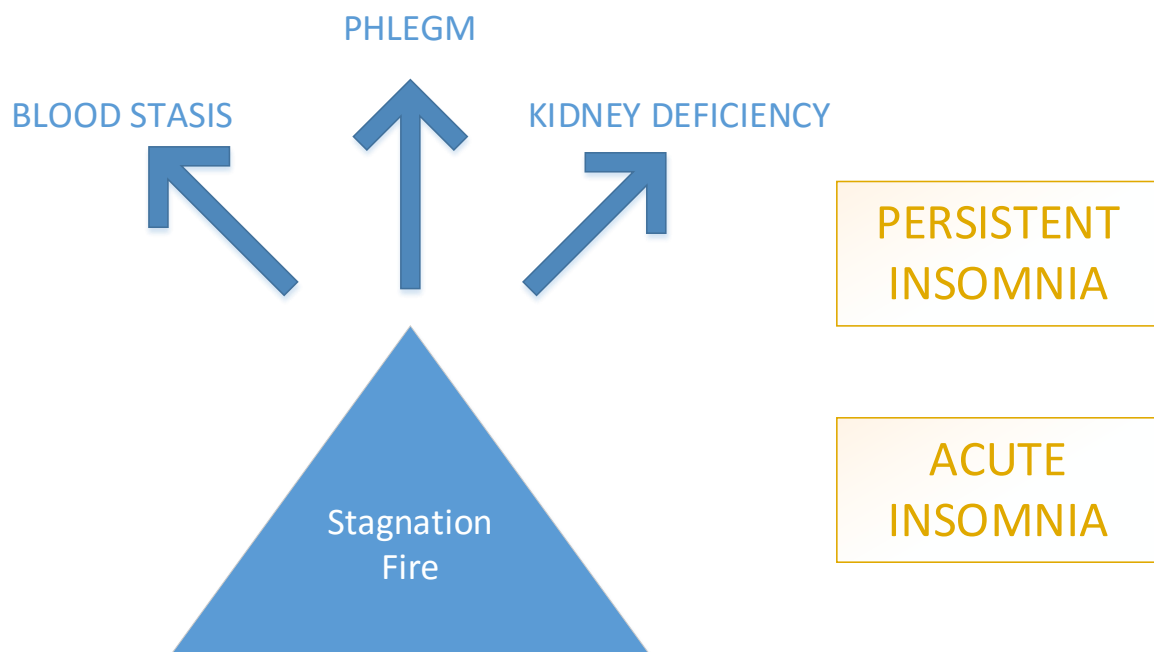 PHLEGM
BLOOD STASIS
KIDNEY DEFICIENCY
PERSISTENT
INSOMNIA
ACUTE
INSOMNIA
Stagnation
Fire